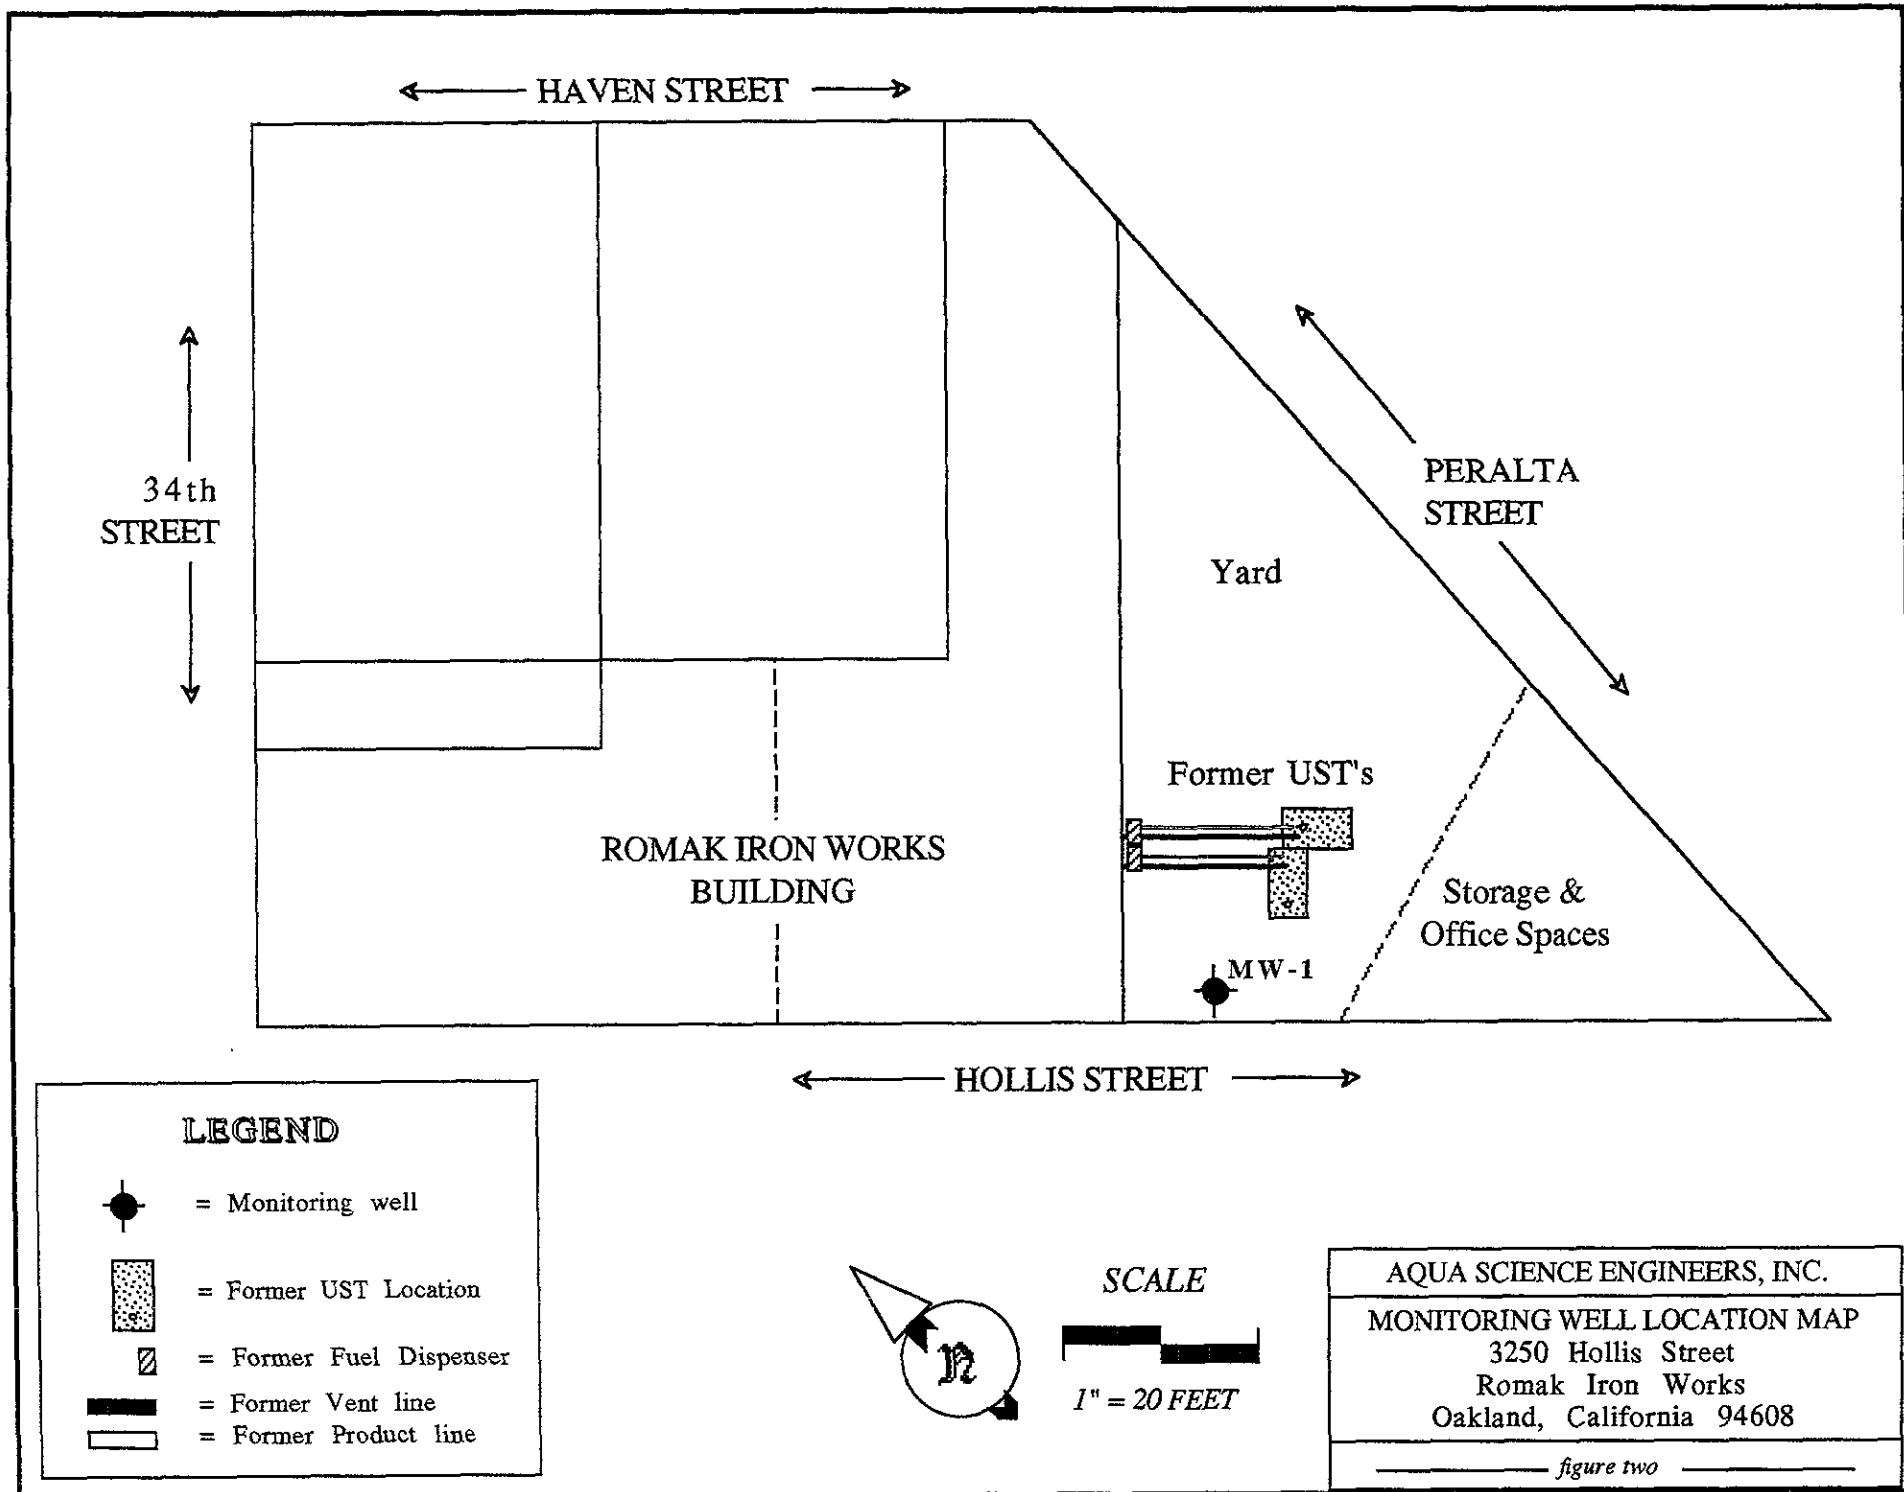 HAVEN STREET
34th
STREET
PERALTA
STREET
Yard
Former UST's
ROMAK IRON WORKS
BUILDING
Storage &
Office Spaces
MW-1
HOLLIS STREET
LEGEND
= Monitoring well
= Former UST Location
= Former Fuel Dispenser
= Former Vent line
= Former Product line
n
SCALE
1" = 20 FEET
AQUA SCIENCE ENGINEERS, INC.
MONITORING WELL LOCATION MAP
3250 Hollis Street
Romak Iron Works
Oakland, California 94608
figure two